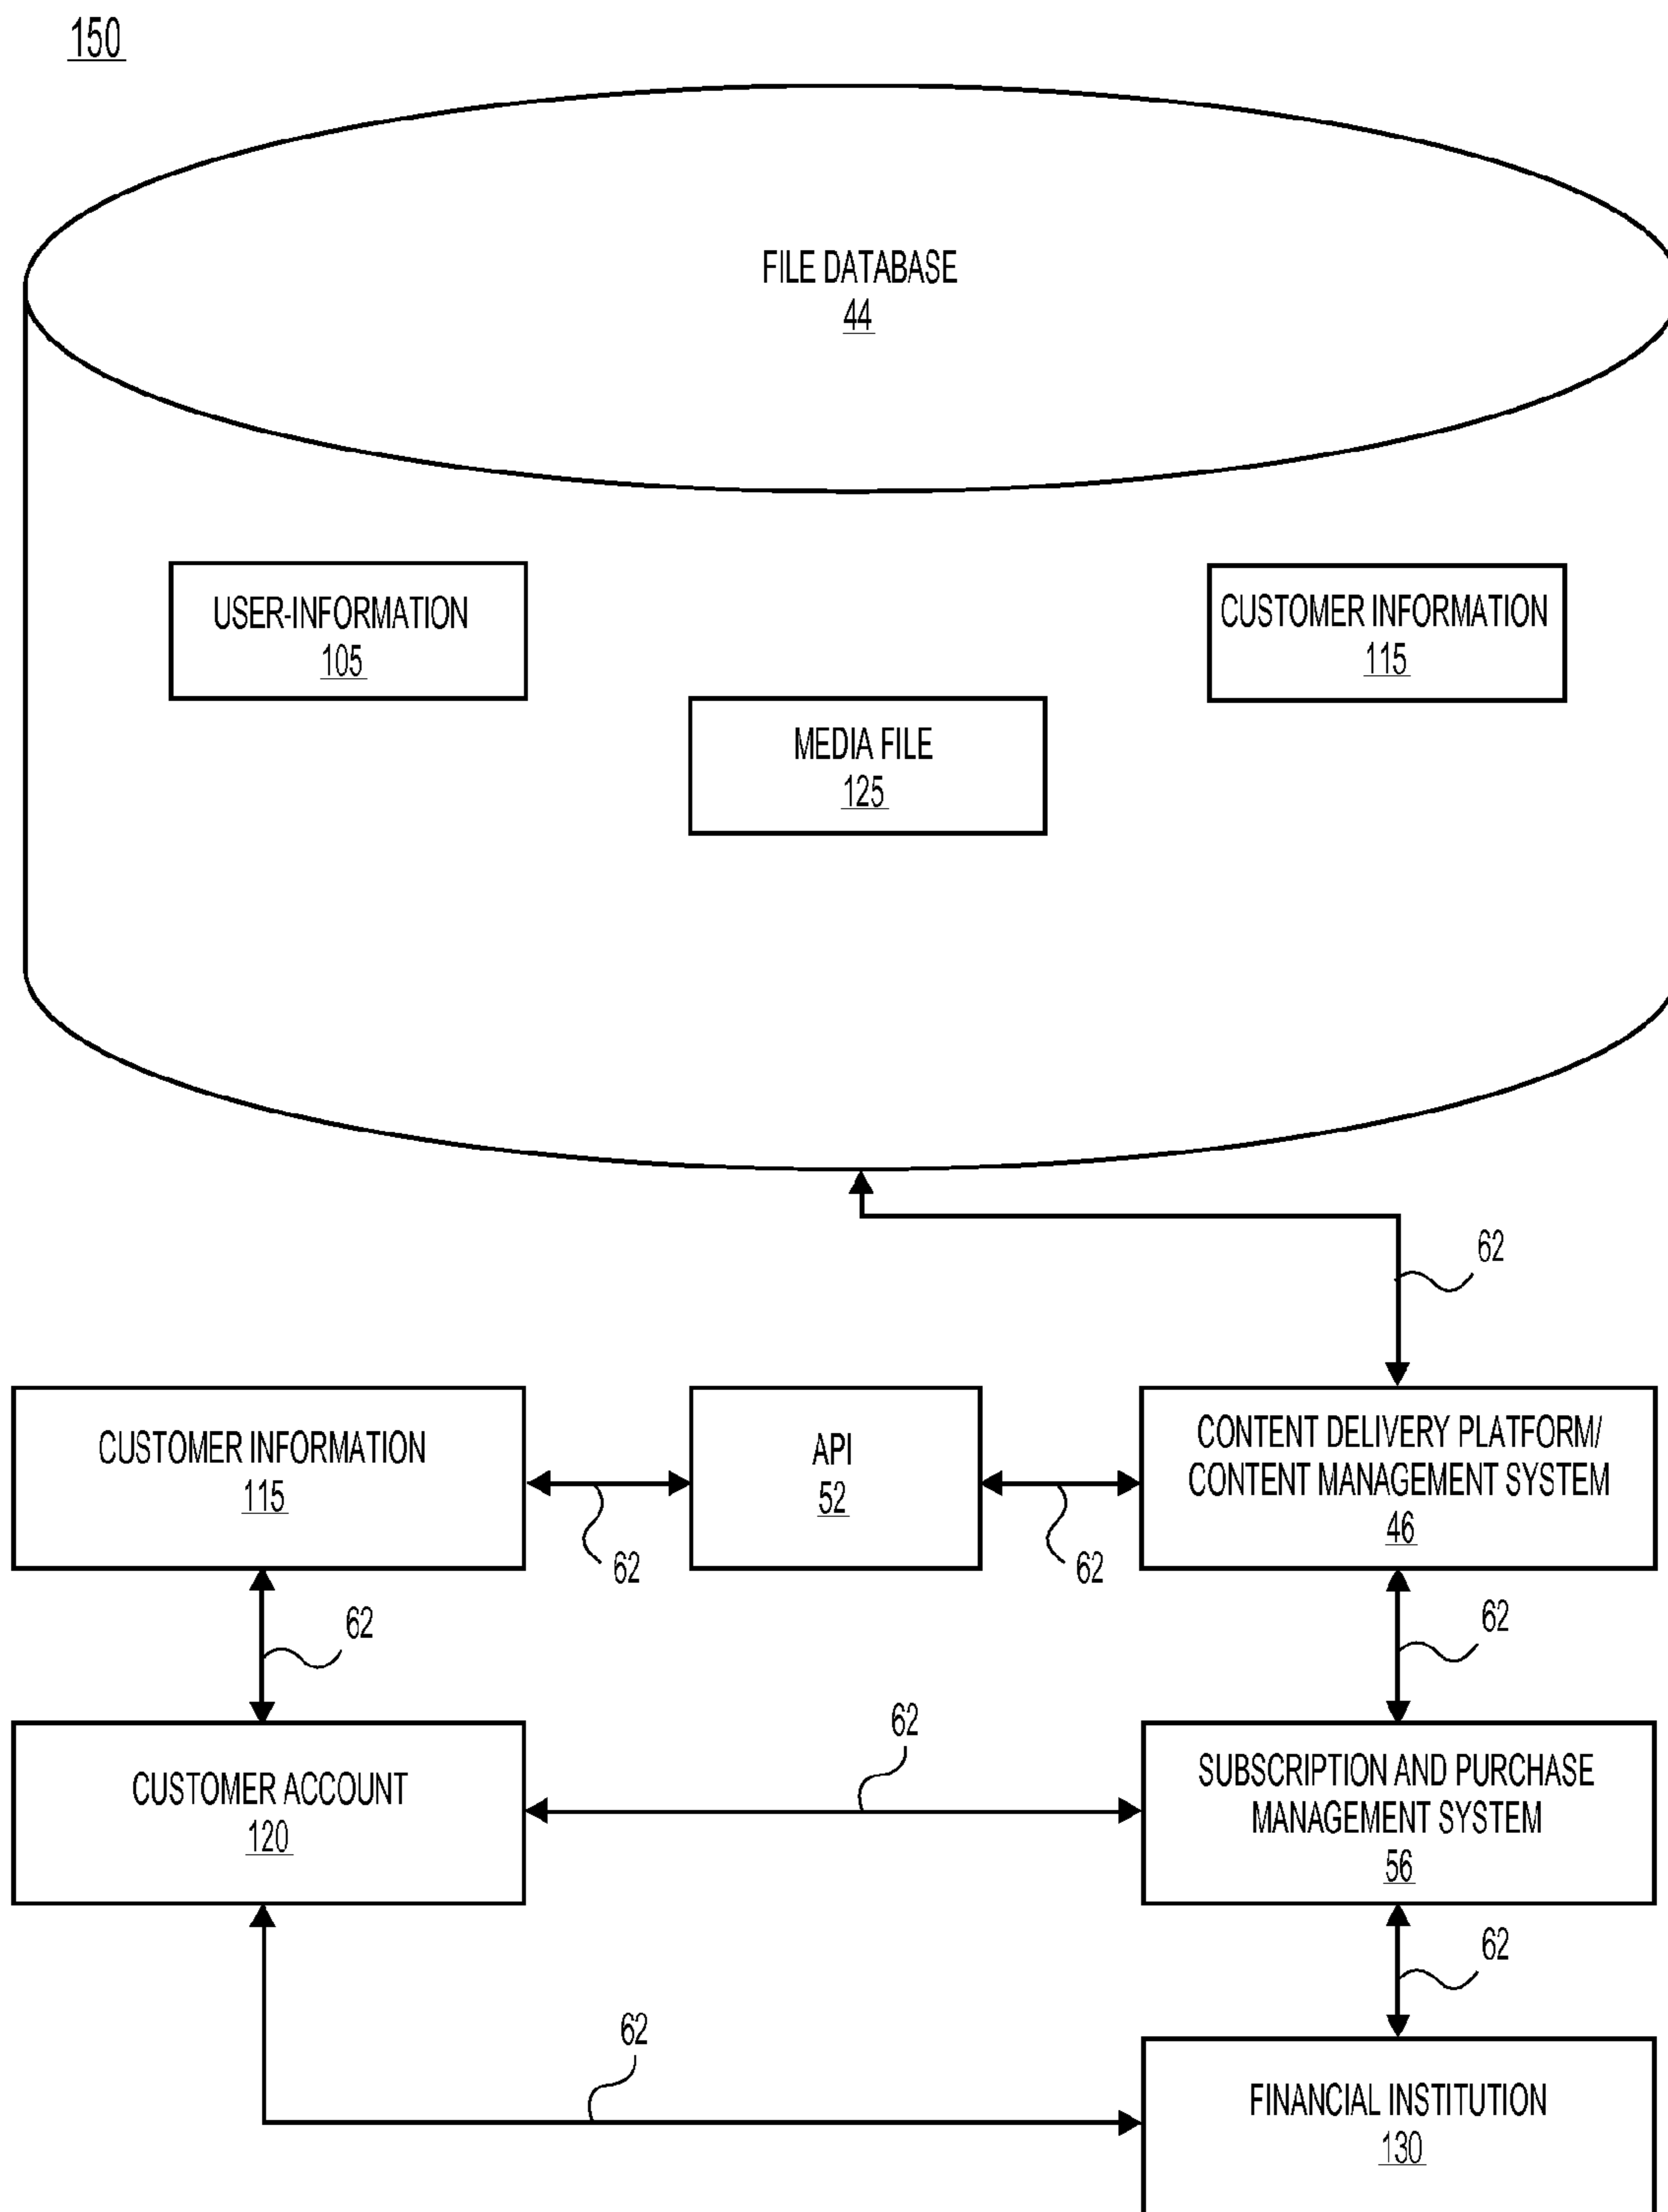 150
FILE DATABASE
44
USER-INFORMATION
105
CUSTOMER INFORMATION
115
MEDIA FILE
125
62
CUSTOMER INFORMATION
115
API
52
CONTENT DELIVERY PLATFORM/
CONTENT MANAGEMENT SYSTEM
46
62
62
62
62
CUSTOMER ACCOUNT
120
62
SUBSCRIPTION AND PURCHASE
MANAGEMENT SYSTEM
56
62
62
FINANCIAL INSTITUTION
130